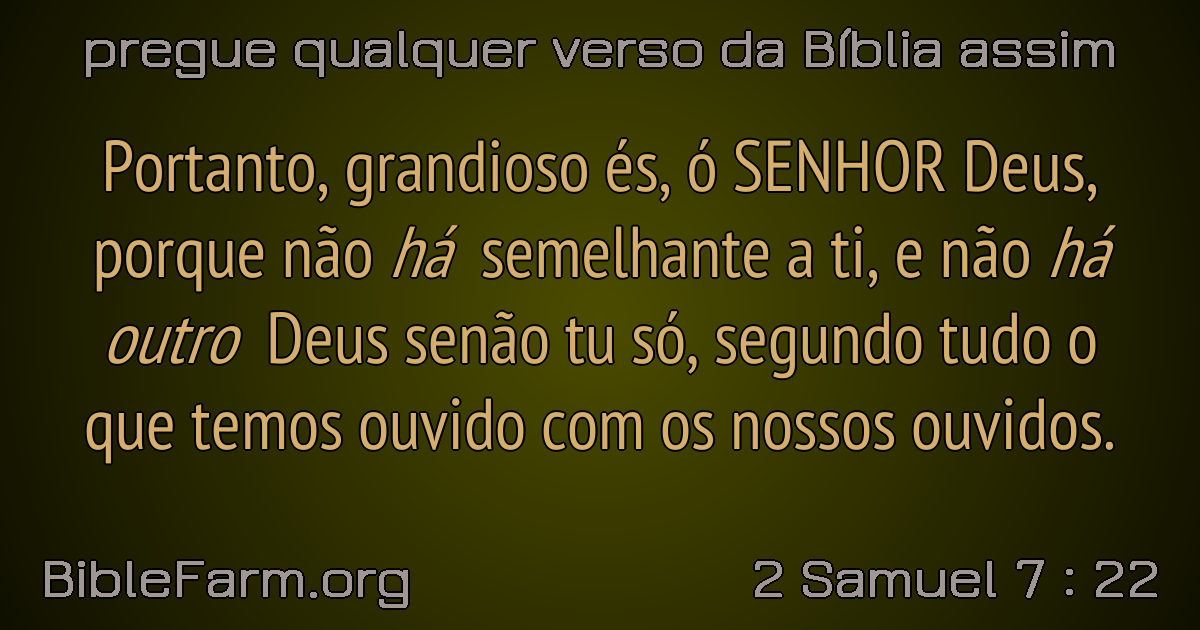 pregue qualquer verso da Bíblia assim
Portanto, grandioso és, ó SENHOR Deus,
porque não há semelhante a ti, e não há
outro Deus senão tu só, segundo tudo o
que temos ouvido com os nossos ouvidos.
BibleFarm.org
2 Samuel 7 : 22